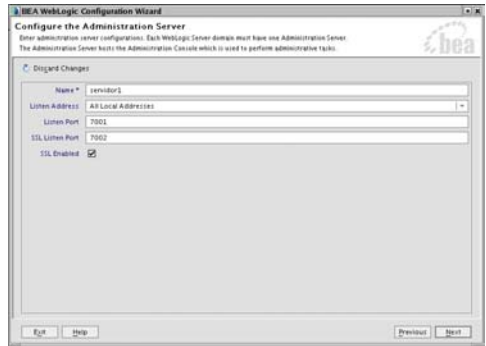 BEA WebLogic Configuration Wizard
Configure the Administration Server
Enter administration server configurations. Each WebLogic Server domain must have one Administration Server.
The Administration Server hosts the Administration Console which is used to perform administrative tasks.
bea
Discard Changes
Name * servidor1
Listen Address All Local Addresses
Listen Port 7001
SSL Listen Port 7002
SSL Enabled
Exit Help Previous Next